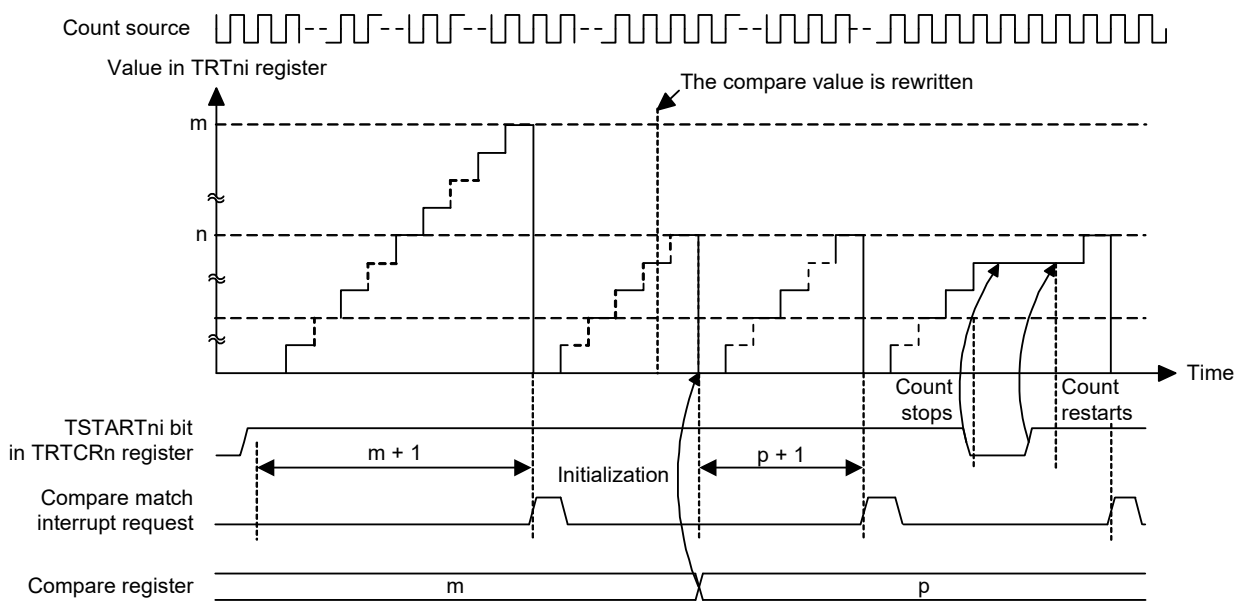 Count source
Value in TRTni register
The compare value is rewritten
m
n
Time
Count
stops
Count
restarts
TSTARTni bit
in TRTCRn register
m + 1
Initialization
p + 1
Compare match
interrupt request
Compare register
m
p